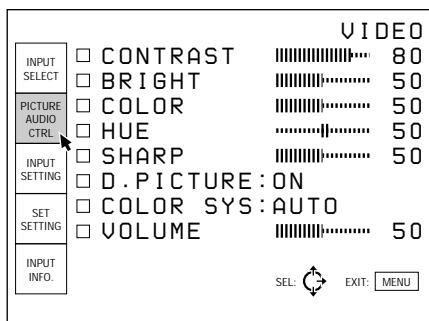 VIDEO
INPUT
SELECT
PICTURE
AUDIO
CTRL
INPUT
SETTING
SET
SETTING
INPUT
INFO.
CONTRAST 80
BRIGHT 50
COLOR 50
HUE 50
SHARP 50
D.PICTURE:ON
COLOR SYS:AUTO
VOLUME 50
SEL: EXIT: MENU